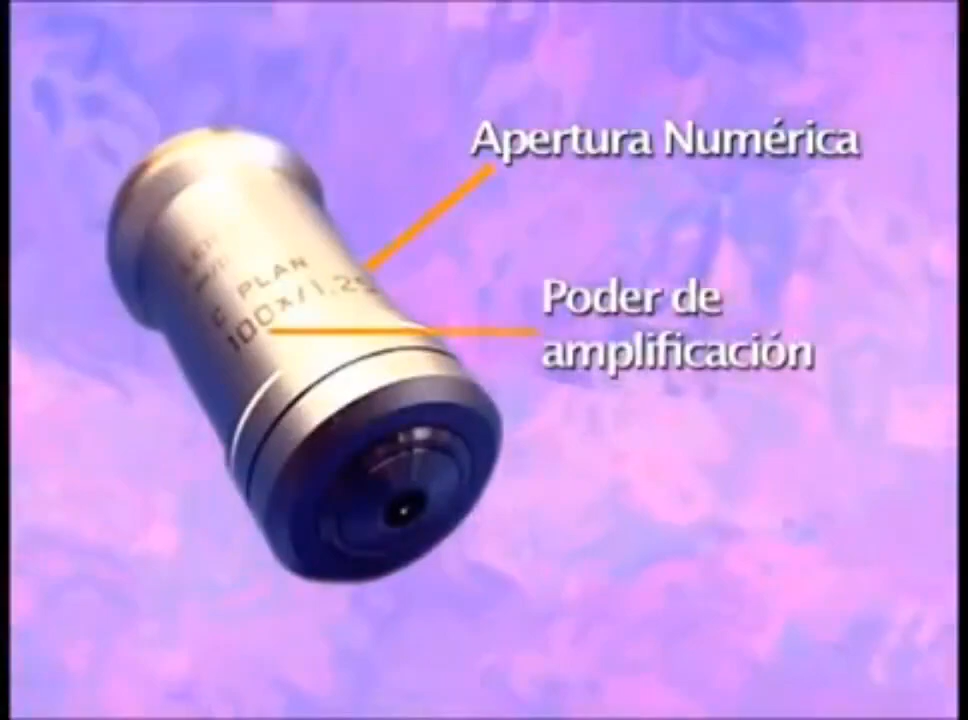 Apertura Numérica
C PLAN
100x/1.25
Poder de
amplificación